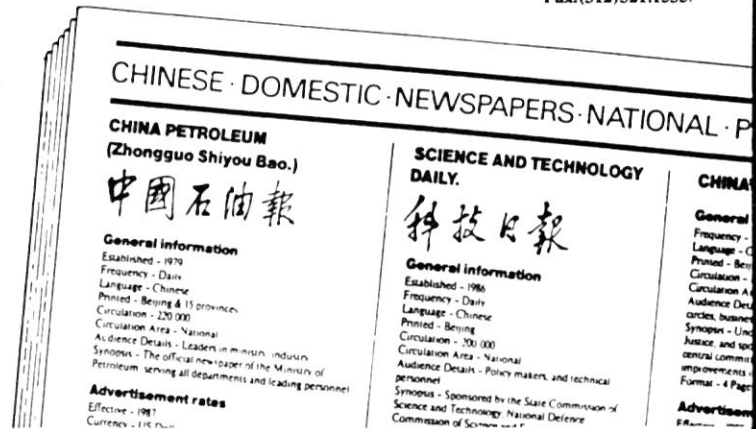 CHINESE · DOMESTIC · NEWSPAPERS · NATIONAL · P
CHINA PETROLEUM
(Zhongguo Shiyou Bao.)
中國石油報
General information
Established - 1979
Frequency - Daily
Language - Chinese
Printed - Beijing & 15 provinces
Circulation - 220 000
Circulation Area - National
Audience Details - Leaders in ministry industry
Synopsis - The official newspaper of the Ministry of
Petroleum serving all departments and leading personnel
Advertisement rates
Effective - 1987
Currency - US
SCIENCE AND TECHNOLOGY
DAILY.
科技日報
General information
Established - 1986
Frequency - Daily
Language - Chinese
Printed - Beijing
Circulation - 200 000
Circulation Area - National
Audience Details - Policy makers, and technical
personnel
Synopsis - Sponsored by the State Commission of
Science and Technology, National Defence
Commission of Science and
CHINA
General
Frequency -
Language -
Printed -
Circulation -
Circulation
Audience
circles, business
Synopsis -
Justice, and
central
improvements
Format - 4 Page
Advertisem